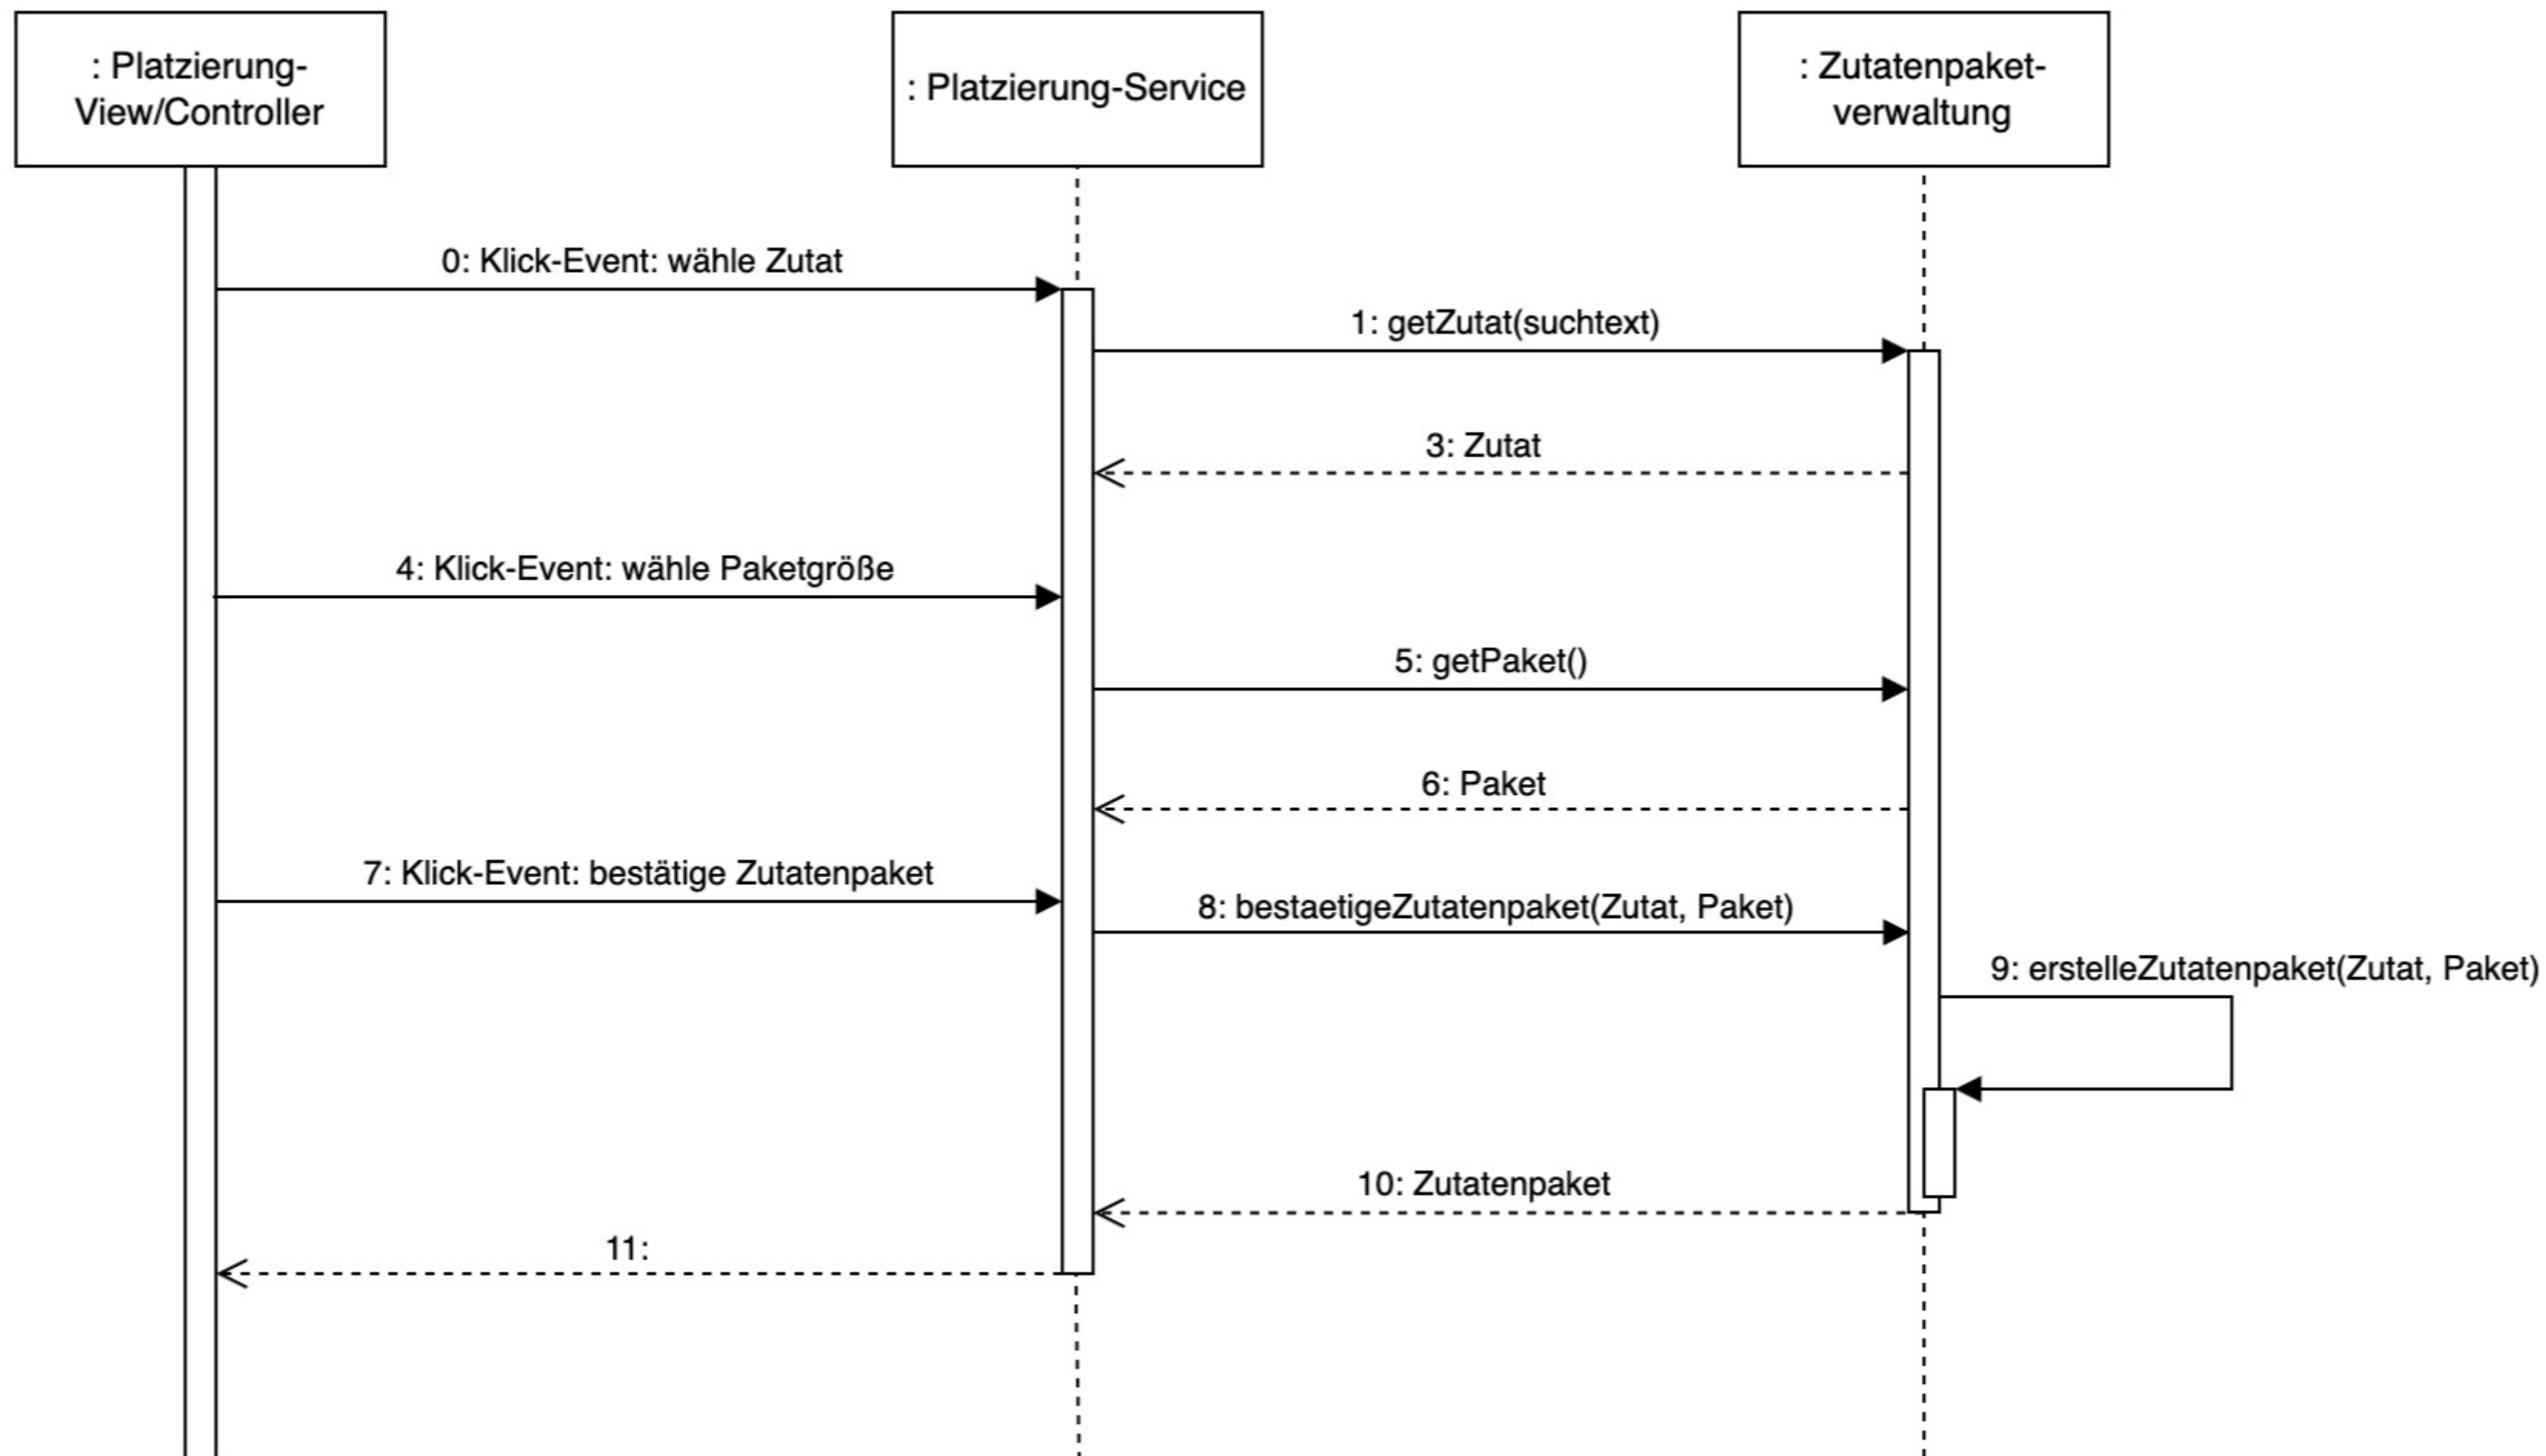 : Platzierung-
View/Controller
: Platzierung-Service
: Zutatenpaket-
verwaltung
0: Klick-Event: wähle Zutat
1: getZutat(suchtext)
3: Zutat
4: Klick-Event: wähle Paketgröße
5: getPaket()
6: Paket
7: Klick-Event: bestätige Zutatenpaket
8: bestaetigeZutatenpaket(Zutat, Paket)
9: erstelleZutatenpaket(Zutat, Paket)
10: Zutatenpaket
11: